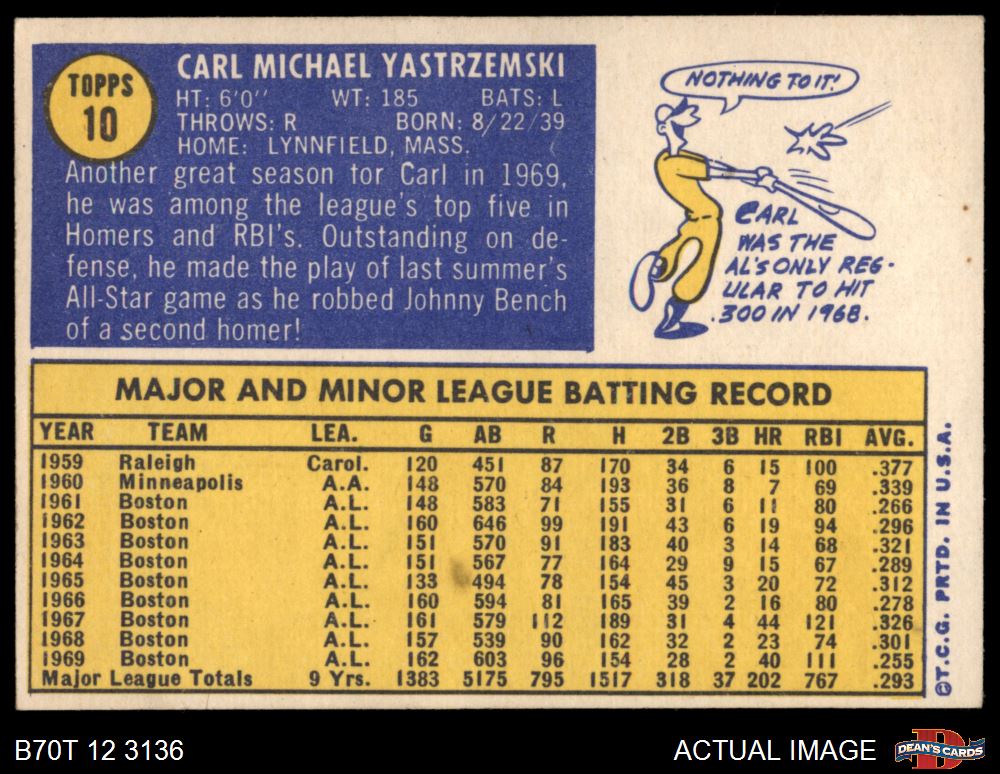 TOPPS
10
CARL MICHAEL YASTRZEMSKI
HT: 6'0'' WT: 185 BATS: L
THROWS: R BORN: 8/22/39
HOME: LYNNFIELD, MASS.
Another great season for Carl in 1969,
he was among the league's top five in
Homers and RBI's. Outstanding on de-
fense, he made the play of last summer's
All-Star game as he robbed Johnny Bench
of a second homer!
NOTHING TO IT!
CARL
WAS THE
AL'S ONLY REG-
ULAR TO HIT
.300 IN 1968.
MAJOR AND MINOR LEAGUE BATTING RECORD
YEAR TEAM LEA. G AB R H 2B 3B HR RBI AVG.
1959 Raleigh Carol. 120 451 87 170 34 6 15 100 .377
1960 Minneapolis A.A. 148 570 84 193 36 8 7 69 .339
1961 Boston A.L. 148 583 71 155 31 6 11 80 .266
1962 Boston A.L. 160 646 99 191 43 6 19 94 .296
1963 Boston A.L. 151 570 91 183 40 3 14 68 .321
1964 Boston A.L. 151 567 77 164 29 9 15 67 .289
1965 Boston A.L. 133 494 78 154 45 3 20 72 .312
1966 Boston A.L. 160 594 81 165 39 2 16 80 .278
1967 Boston A.L. 161 579 112 189 31 4 44 121 .326
1968 Boston A.L. 157 539 90 162 32 2 23 74 .301
1969 Boston A.L. 162 603 96 154 28 2 40 111 .255
Major League Totals 9 Yrs. 1383 5175 795 1517 318 37 202 767 .293
©T.C.G. PRTD. IN U.S.A.
B70T 12 3136
ACTUAL IMAGE
DEAN'S CARDS